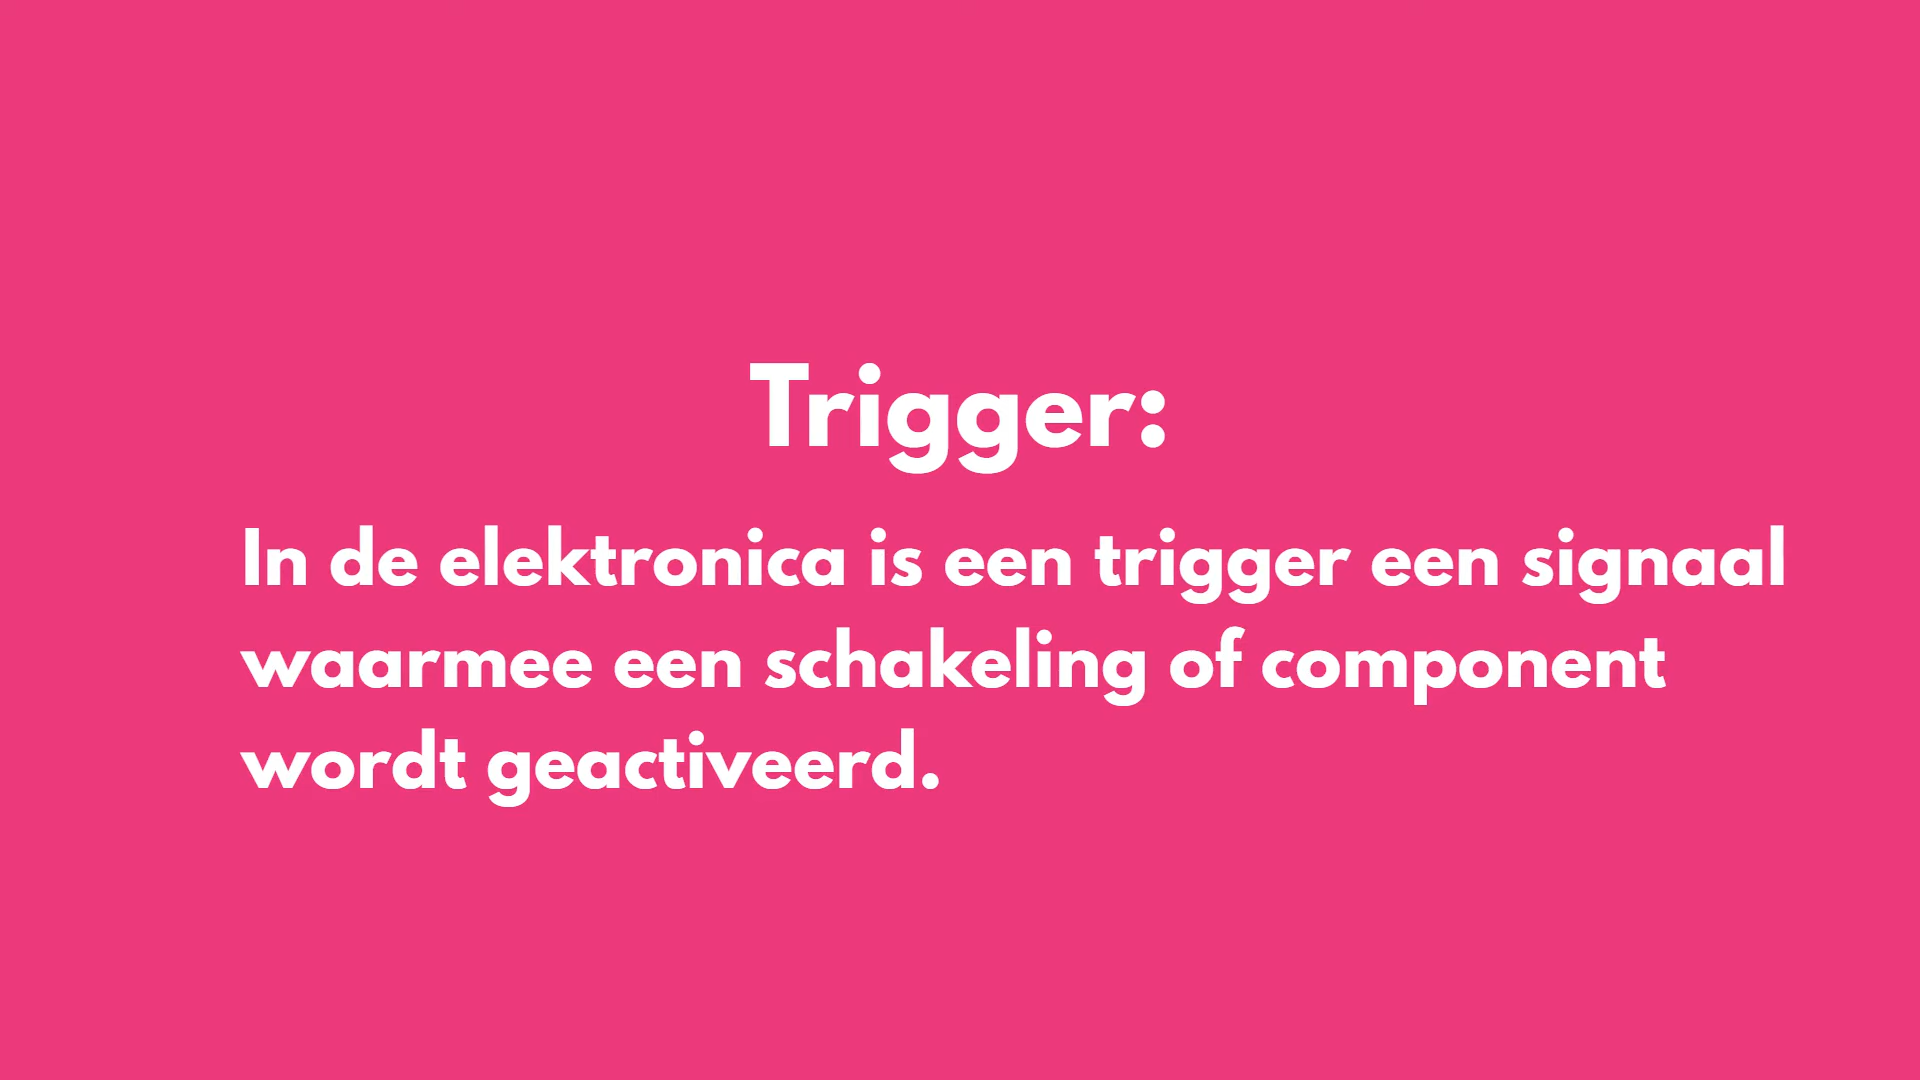 Trigger:
In de elektronica is een trigger een signaal
waarmee een schakeling of component
wordt geactiveerd.